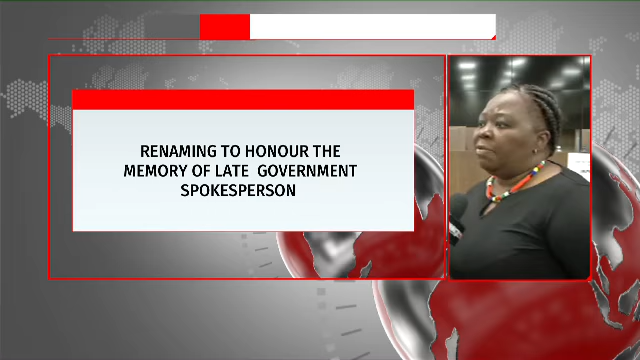 RENAMING TO HONOUR THE
MEMORY OF LATE GOVERNMENT
SPOKESPERSON